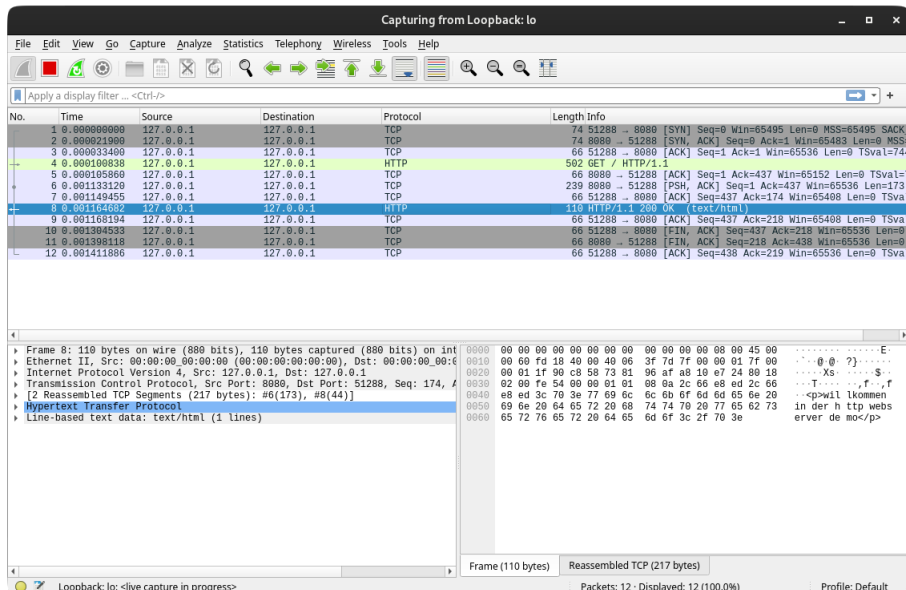 Capturing from Loopback: lo
File Edit View Go Capture Analyze Statistics Telephony Wireless Tools Help
Apply a display filter ... <Ctrl-/>
No. Time Source Destination Protocol Length Info
1 0.000000000 127.0.0.1 127.0.0.1 TCP 74 51288 → 8080 [SYN] Seq=0 Win=65495 Len=0 MSS=65495 SACK
2 0.000021900 127.0.0.1 127.0.0.1 TCP 74 8080 → 51288 [SYN, ACK] Seq=0 Ack=1 Win=65483 Len=0 MSS
3 0.000033400 127.0.0.1 127.0.0.1 TCP 66 51288 → 8080 [ACK] Seq=1 Ack=1 Win=65536 Len=0 TSval=74
4 0.000100838 127.0.0.1 127.0.0.1 HTTP 502 GET / HTTP/1.1
5 0.000105860 127.0.0.1 127.0.0.1 TCP 66 8080 → 51288 [ACK] Seq=1 Ack=437 Win=65152 Len=0 TSval=
6 0.001133120 127.0.0.1 127.0.0.1 TCP 239 8080 → 51288 [PSH, ACK] Seq=1 Ack=437 Win=65536 Len=173
7 0.001149455 127.0.0.1 127.0.0.1 TCP 66 51288 → 8080 [ACK] Seq=437 Ack=174 Win=65408 Len=0 TSva
8 0.001164682 127.0.0.1 127.0.0.1 HTTP 110 HTTP/1.1 200 OK (text/html)
9 0.001168194 127.0.0.1 127.0.0.1 TCP 66 51288 → 8080 [ACK] Seq=437 Ack=218 Win=65408 Len=0 TSva
10 0.001304533 127.0.0.1 127.0.0.1 TCP 66 51288 → 8080 [FIN, ACK] Seq=437 Ack=218 Win=65536 Len=0
11 0.001398118 127.0.0.1 127.0.0.1 TCP 66 8080 → 51288 [FIN, ACK] Seq=218 Ack=438 Win=65536 Len=0
12 0.001411886 127.0.0.1 127.0.0.1 TCP 66 51288 → 8080 [ACK] Seq=438 Ack=219 Win=65536 Len=0 TSva
Frame 8: 110 bytes on wire (880 bits), 110 bytes captured (880 bits) on int
Ethernet II, Src: 00:00:00_00:00:00 (00:00:00:00:00:00), Dst: 00:00:00_00:0
Internet Protocol Version 4, Src: 127.0.0.1, Dst: 127.0.0.1
Transmission Control Protocol, Src Port: 8080, Dst Port: 51288, Seq: 174, A
[2 Reassembled TCP Segments (217 bytes): #6(173), #8(44)]
Hypertext Transfer Protocol
Line-based text data: text/html (1 lines)
0000 00 00 00 00 00 00 00 00 00 00 00 00 08 00 45 00 ········ ······E·
0010 00 60 fd 18 40 00 40 06 3f 7d 7f 00 00 01 7f 00 ·`··@·@· ?}······
0020 00 01 1f 90 c8 58 73 81 96 af a8 10 e7 24 80 18 ·····Xs· ·····$··
0030 02 00 fe 54 00 00 01 01 08 0a 2c 66 e8 ed 2c 66 ···T···· ··,f··,f
0040 e8 ed 3c 70 3e 77 69 6c 6c 6b 6f 6d 6d 65 6e 20 ··<p>wil lkommen
0050 69 6e 20 64 65 72 20 68 74 74 70 20 77 65 62 73 in der h ttp webs
0060 65 72 76 65 72 20 64 65 6d 6f 3c 2f 70 3e erver de mo</p>
Frame (110 bytes) Reassembled TCP (217 bytes)
Loopback: lo: <live capture in progress> Packets: 12 · Displayed: 12 (100.0%) Profile: Default